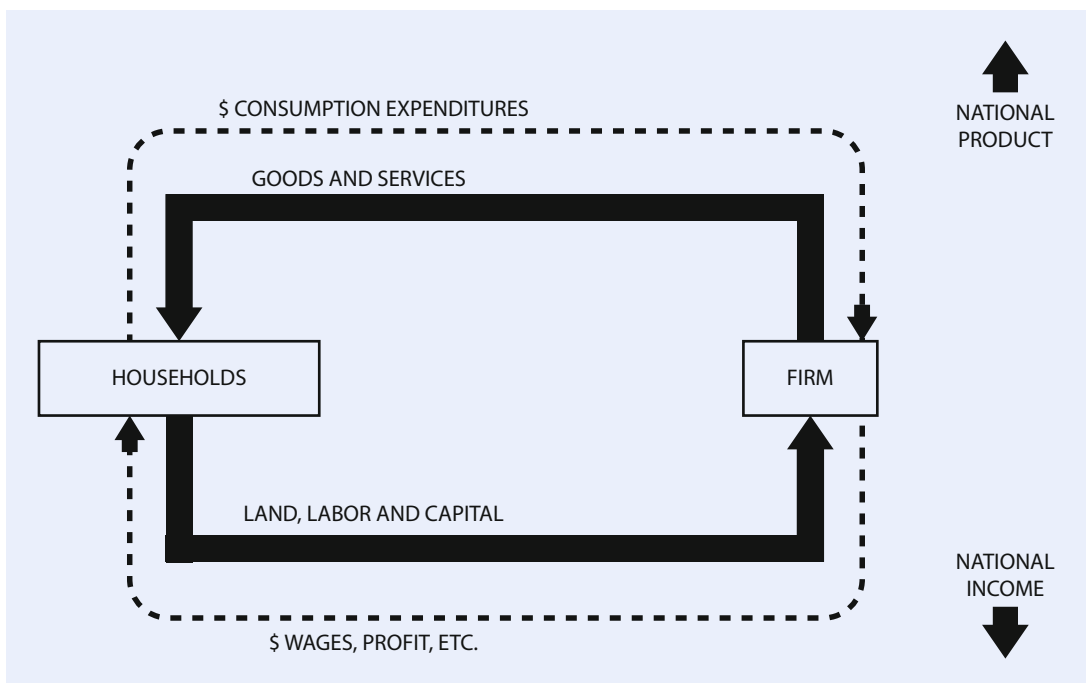 $ CONSUMPTION EXPENDITURES
NATIONAL
PRODUCT
GOODS AND SERVICES
HOUSEHOLDS
FIRM
LAND, LABOR AND CAPITAL
NATIONAL
INCOME
$ WAGES, PROFIT, ETC.